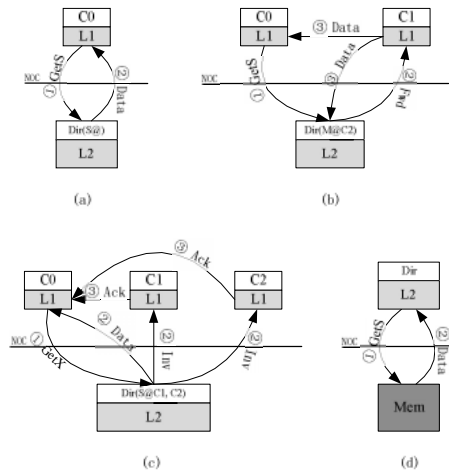 C0
L1
① GetS
② Data
NOC
Dir(S@)
L2
(a)
C0
L1
C1
L1
③ Data
③ Data
GetS
①
② Fwd
NOC
Dir(M@C2)
L2
(b)
③ Ack
C0
L1
③ Ack
C1
L1
C2
L1
① GetX
② Data
② Inv
② Inv
NOC
Dir(S@C1, C2)
L2
(c)
Dir
L2
GetS
①
② Data
NOC
Mem
(d)